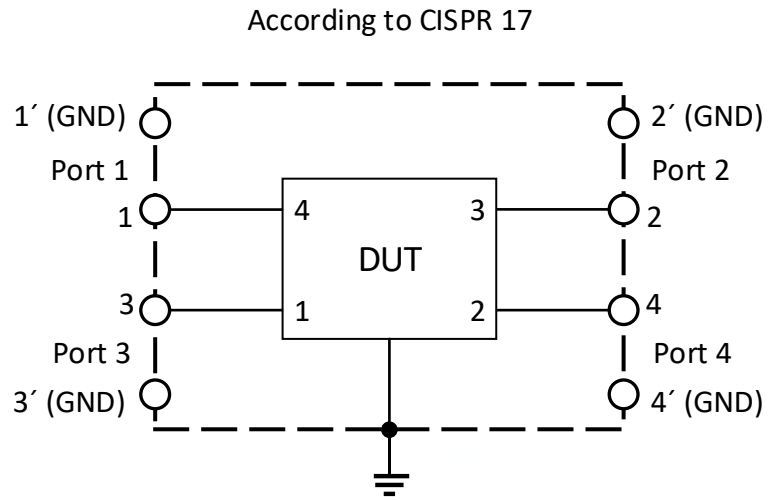 According to CISPR 17
1´ (GND) 2´ (GND)
Port 1 Port 2
1 4 3 2
DUT
3 1 2 4
Port 3 Port 4
3´ (GND) 4´ (GND)